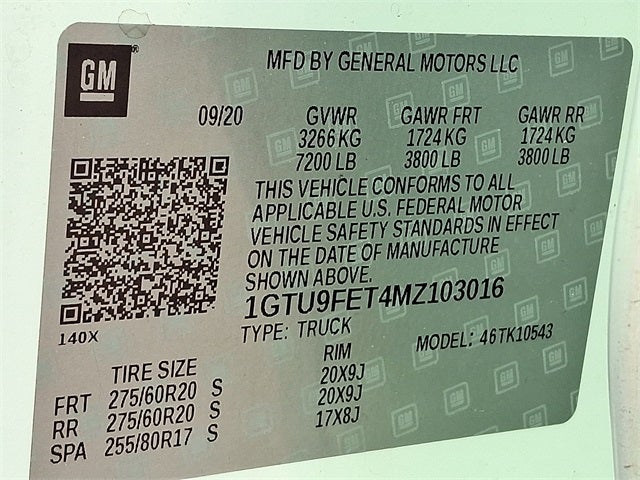 GM
MFD BY GENERAL MOTORS LLC
09/20 GVWR GAWR FRT GAWR RR
3266 KG 1724 KG 1724 KG
7200 LB 3800 LB 3800 LB
THIS VEHICLE CONFORMS TO ALL
APPLICABLE U.S. FEDERAL MOTOR
VEHICLE SAFETY STANDARDS IN EFFECT
ON THE DATE OF MANUFACTURE
SHOWN ABOVE.
1GTU9FET4MZ103016
140X
TYPE: TRUCK MODEL: 46TK10543
TIRE SIZE RIM
FRT 275/60R20 S 20X9J
RR 275/60R20 S 20X9J
SPA 255/80R17 S 17X8J